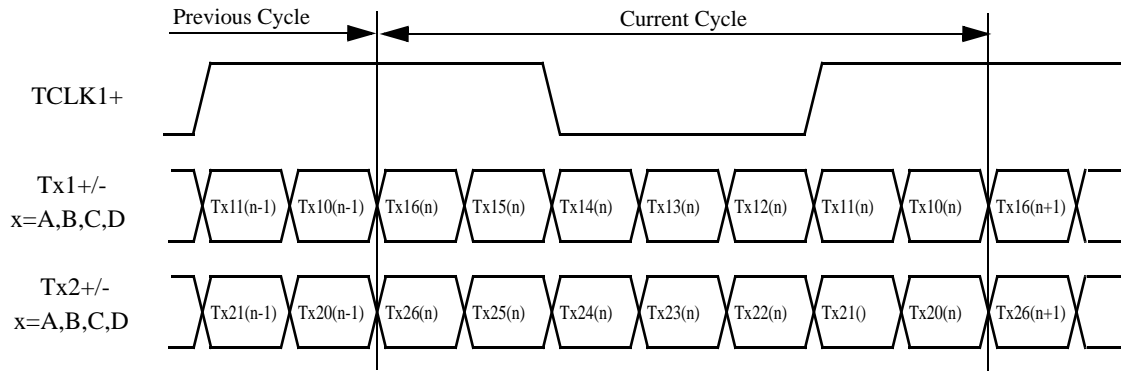 Previous Cycle
Current Cycle
TCLK1+
Tx1+/-
x=A,B,C,D
Tx11(n-1) Tx10(n-1) Tx16(n) Tx15(n) Tx14(n) Tx13(n) Tx12(n) Tx11(n) Tx10(n) Tx16(n+1)
Tx2+/-
x=A,B,C,D
Tx21(n-1) Tx20(n-1) Tx26(n) Tx25(n) Tx24(n) Tx23(n) Tx22(n) Tx21() Tx20(n) Tx26(n+1)